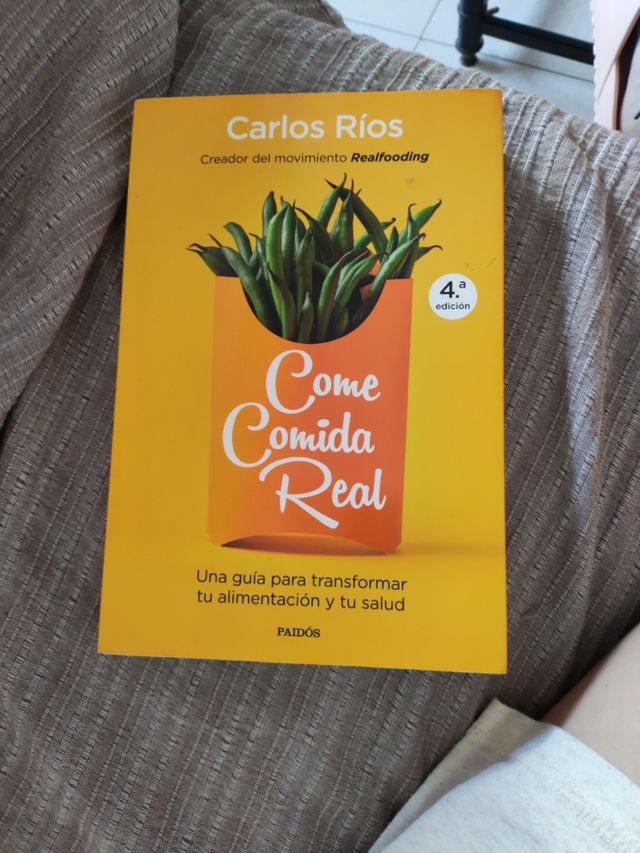 Carlos Ríos
Creador del movimiento Realfooding
4.ª
edición
Come
Comida
Real
Una guía para transformar
tu alimentación y tu salud
PAIDÓS